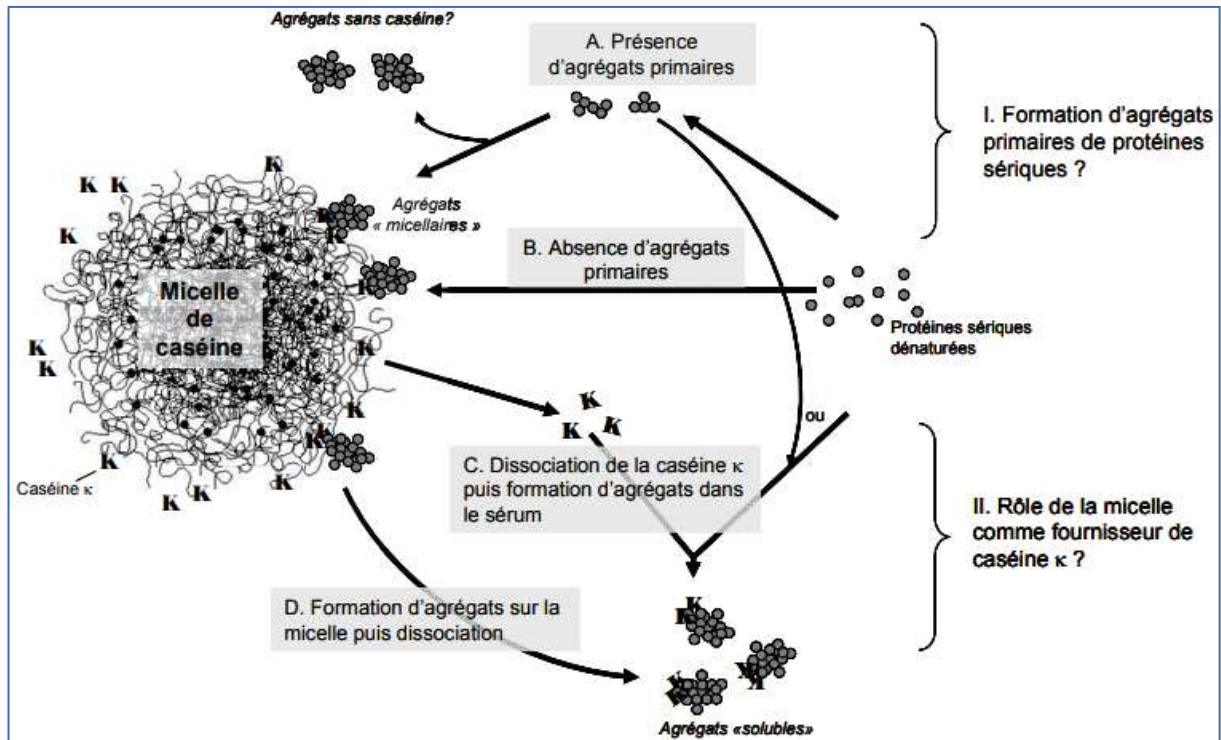 Agrégats sans caséine?
A. Présence
d'agrégats primaires
I. Formation d'agrégats
primaires de protéines
sériques ?
K
K K
K
K
Agrégats
« micellaires »
B. Absence d'agrégats
primaires
K
Micelle
de
caséine
Protéines sériques
dénaturées
K
K
K
K
K
K K
ou
K
K
K
Caséine κ
K
K K
C. Dissociation de la caséine κ
puis formation d'agrégats dans
le sérum
II. Rôle de la micelle
comme fournisseur de
caséine κ ?
D. Formation d'agrégats sur la
micelle puis dissociation
K
K
K
K
K
K
Agrégats «solubles»